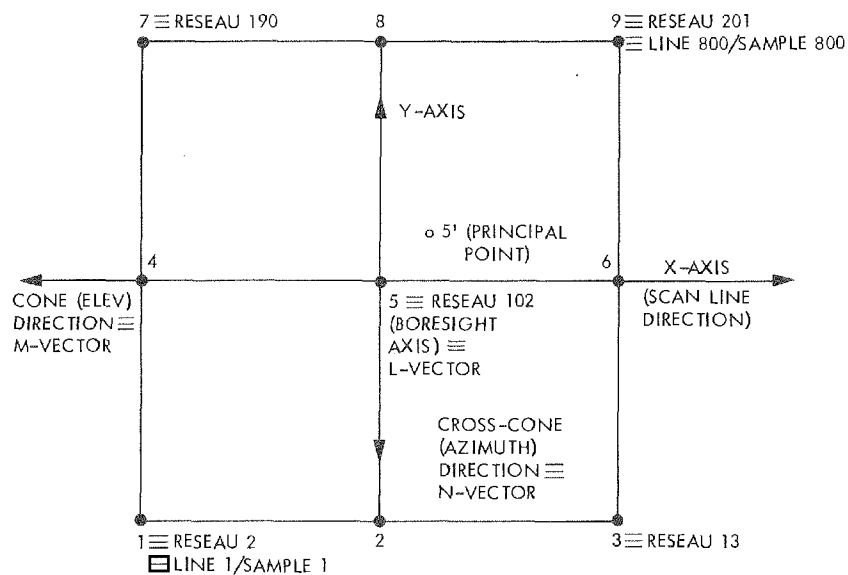 7 ≡ RESEAU 190
8
9 ≡ RESEAU 201
≡ LINE 800/SAMPLE 800
Y-AXIS
o 5' (PRINCIPAL
POINT)
4
6
X-AXIS
(SCAN LINE
DIRECTION)
CONE (ELEV)
DIRECTION ≡
M-VECTOR
5 ≡ RESEAU 102
(BORESIGHT
AXIS) ≡
L-VECTOR
CROSS-CONE
(AZIMUTH)
DIRECTION ≡
N-VECTOR
1 ≡ RESEAU 2
≡ LINE 1/SAMPLE 1
2
3 ≡ RESEAU 13